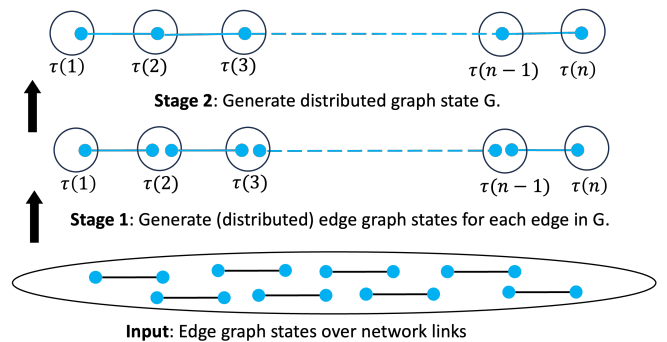 τ(1) τ(2) τ(3) τ(n − 1) τ(n)
Stage 2: Generate distributed graph state G.
τ(1) τ(2) τ(3) τ(n − 1) τ(n)
Stage 1: Generate (distributed) edge graph states for each edge in G.
Input: Edge graph states over network links